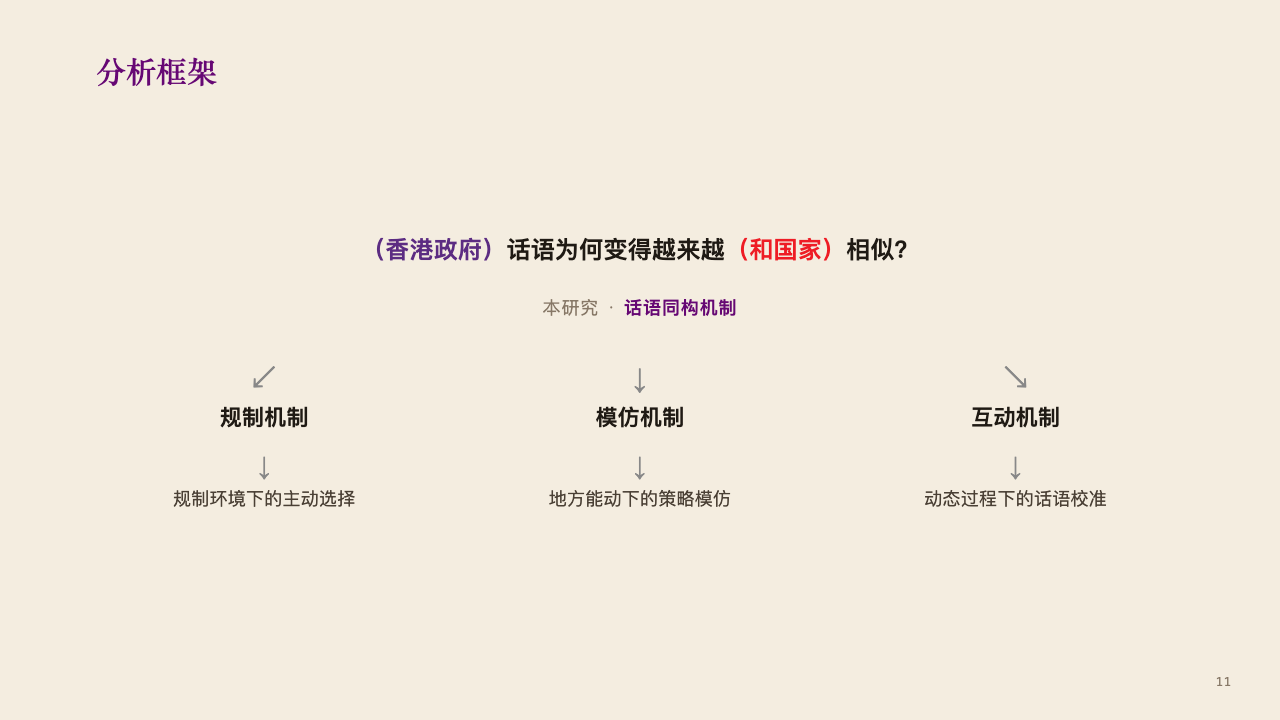 分析框架
（香港政府）话语为何变得越来越（和国家）相似?
本研究 · 话语同构机制
↙ ↓ ↘
规制机制 模仿机制 互动机制
↓ ↓ ↓
规制环境下的主动选择 地方能动下的策略模仿 动态过程下的话语校准
11